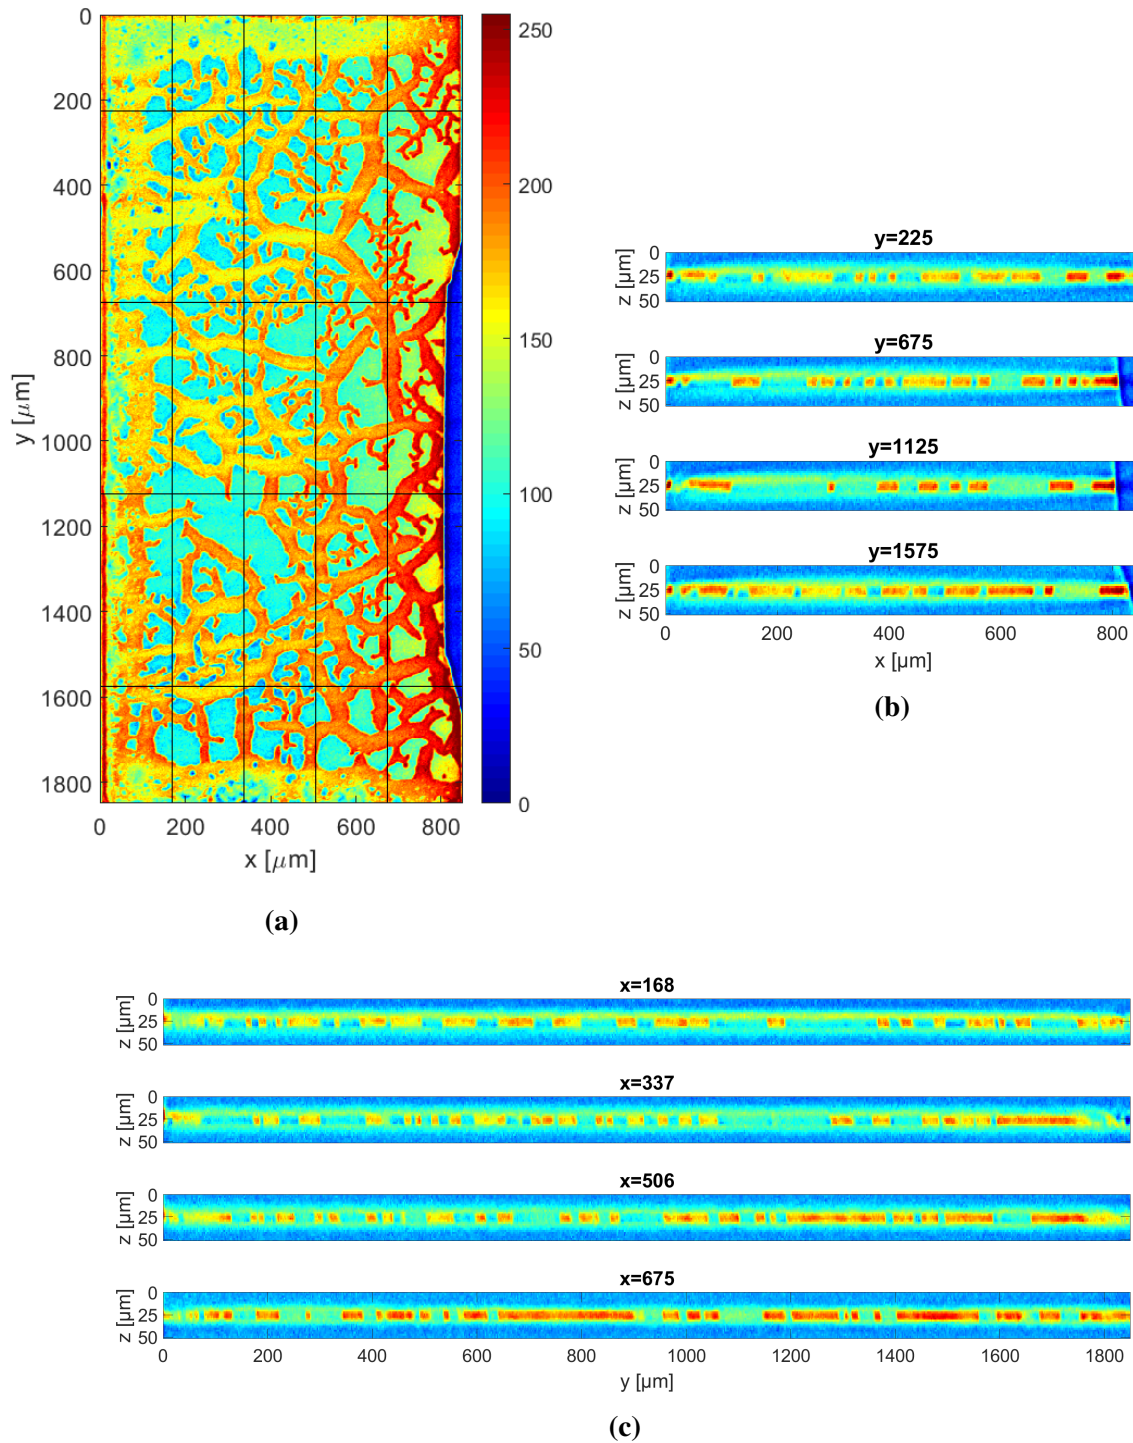 0
200
400
600
800
1000
1200
1400
1600
1800
y [μm]
0 200 400 600 800
x [μm]
250
200
150
100
50
0
(a)
y=225
0
25
50
z [µm]
y=675
0
25
50
z [µm]
y=1125
0
25
50
z [µm]
y=1575
0
25
50
z [µm]
0 200 400 600 800
x [µm]
(b)
x=168
0
25
50
z [µm]
x=337
0
25
50
z [µm]
x=506
0
25
50
z [µm]
x=675
0
25
50
z [µm]
0 200 400 600 800 1000 1200 1400 1600 1800
y [µm]
(c)